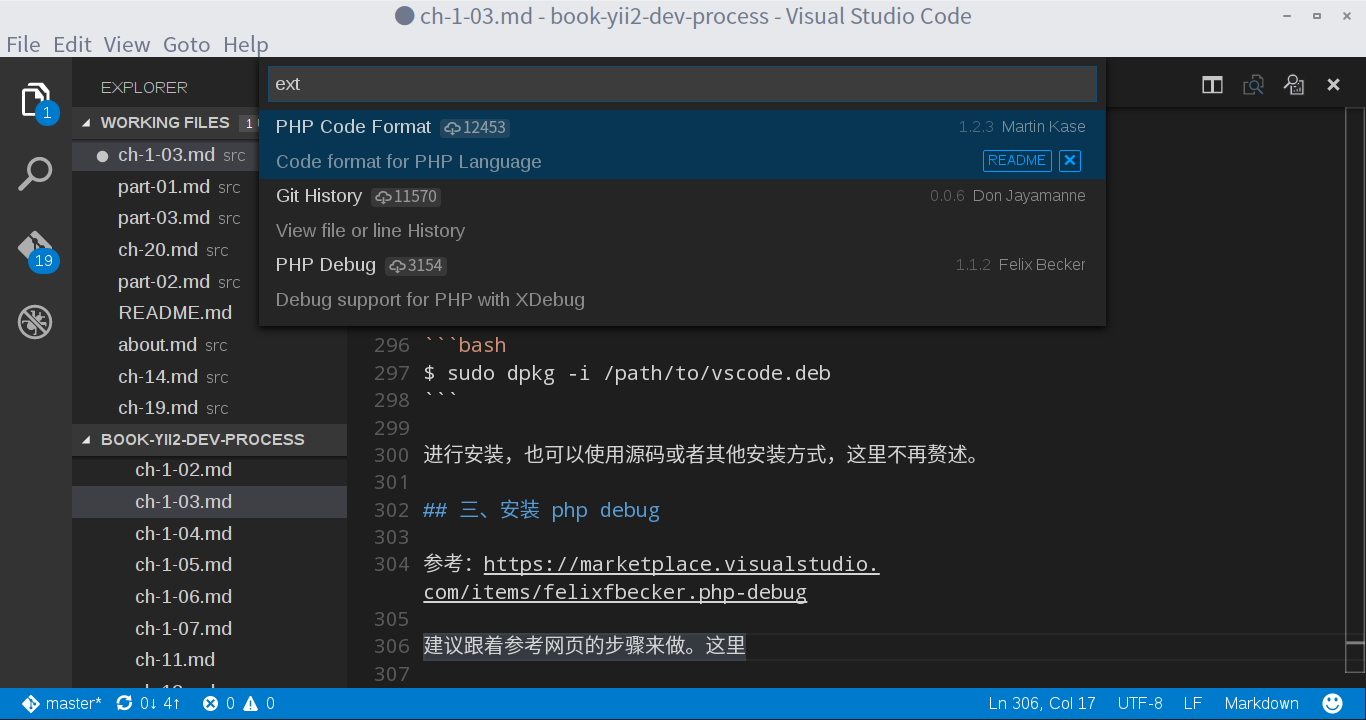 ch-1-03.md - book-yii2-dev-process - Visual Studio Code
File Edit View Goto Help
EXPLORER
1
WORKING FILES 1
ch-1-03.md src
part-01.md src
part-03.md src
ch-20.md src
part-02.md src
README.md
about.md src
ch-14.md src
ch-19.md src
19
BOOK-YII2-DEV-PROCESS
ch-1-02.md
ch-1-03.md
ch-1-04.md
ch-1-05.md
ch-1-06.md
ch-1-07.md
ch-11.md
ext
PHP Code Format 12453 1.2.3 Martin Kase
Code format for PHP Language README
Git History 11570 0.0.6 Don Jayamanne
View file or line History
PHP Debug 3154 1.1.2 Felix Becker
Debug support for PHP with XDebug
296 ```bash
297 $ sudo dpkg -i /path/to/vscode.deb
298 ```
299
300 进行安装，也可以使用源码或者其他安装方式，这里不再赘述。
301
302 ## 三、安装 php debug
303
304 参考：https://marketplace.visualstudio.
com/items/felixfbecker.php-debug
305
306 建议跟着参考网页的步骤来做。这里
307
master* 0↓ 4↑ 0 0 Ln 306, Col 17 UTF-8 LF Markdown